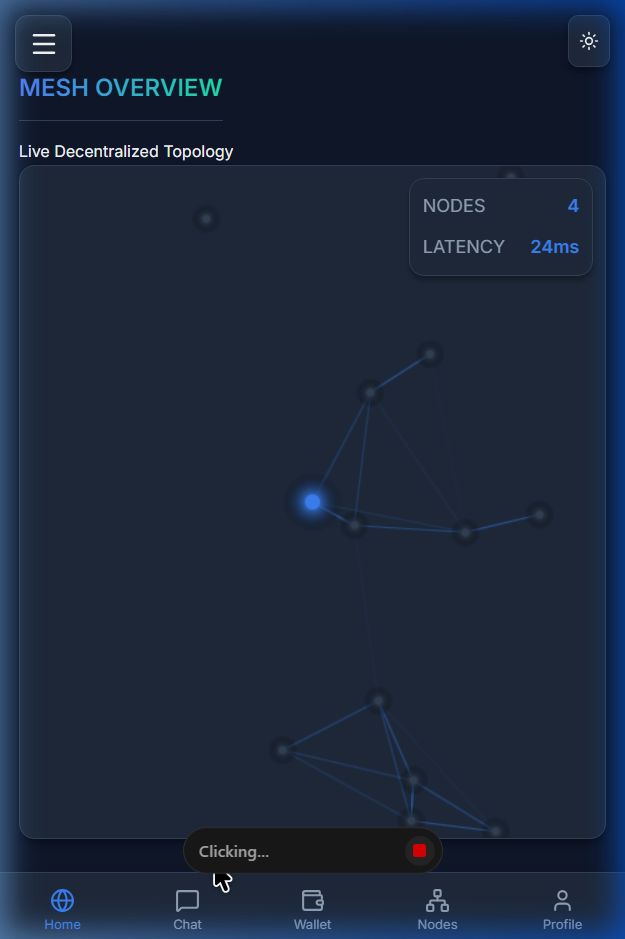 MESH OVERVIEW
Live Decentralized Topology
NODES 4
LATENCY 24ms
Clicking...
Home Chat Wallet Nodes Profile